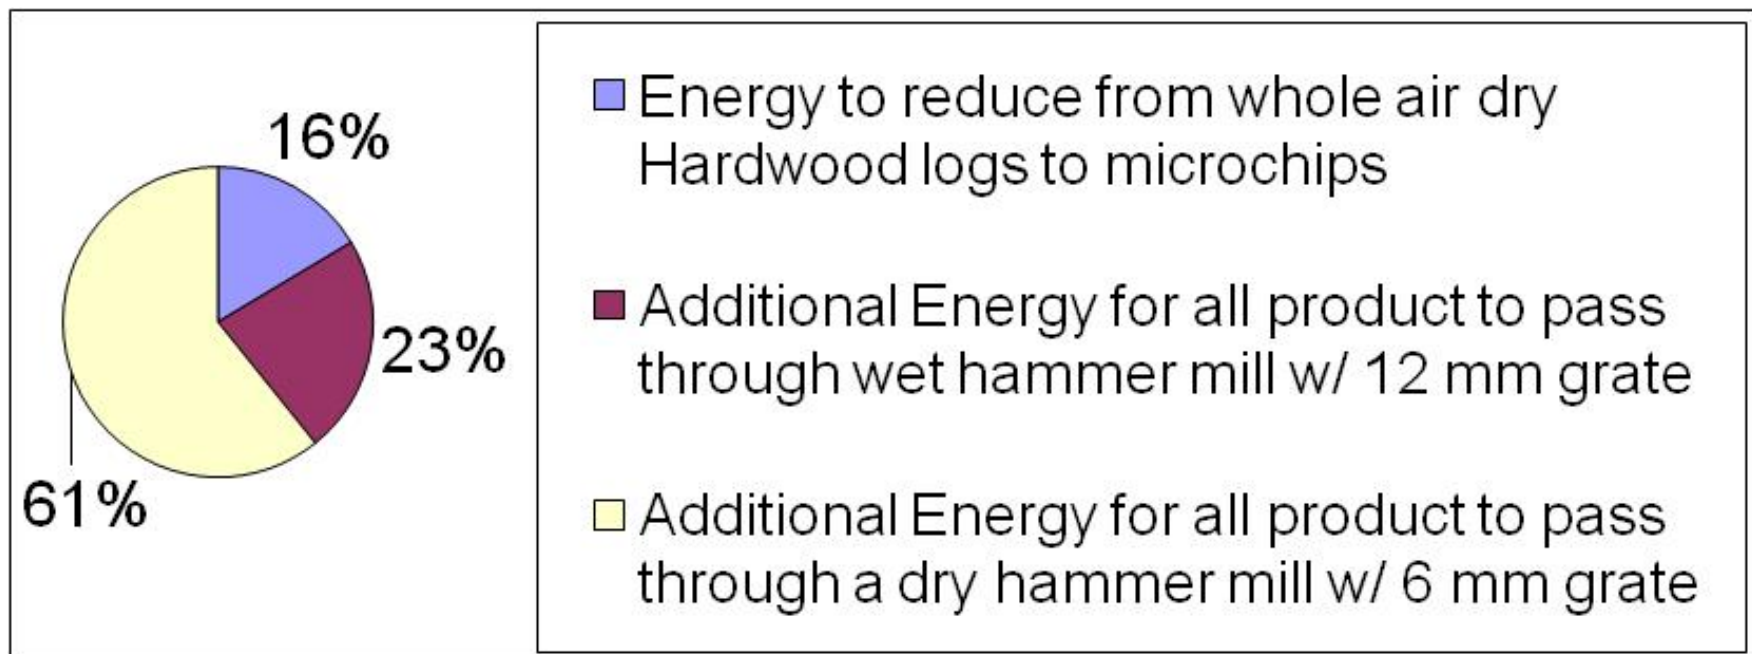 16%
23%
61%
Energy to reduce from whole air dry
Hardwood logs to microchips
Additional Energy for all product to pass
through wet hammer mill w/ 12 mm grate
Additional Energy for all product to pass
through a dry hammer mill w/ 6 mm grate